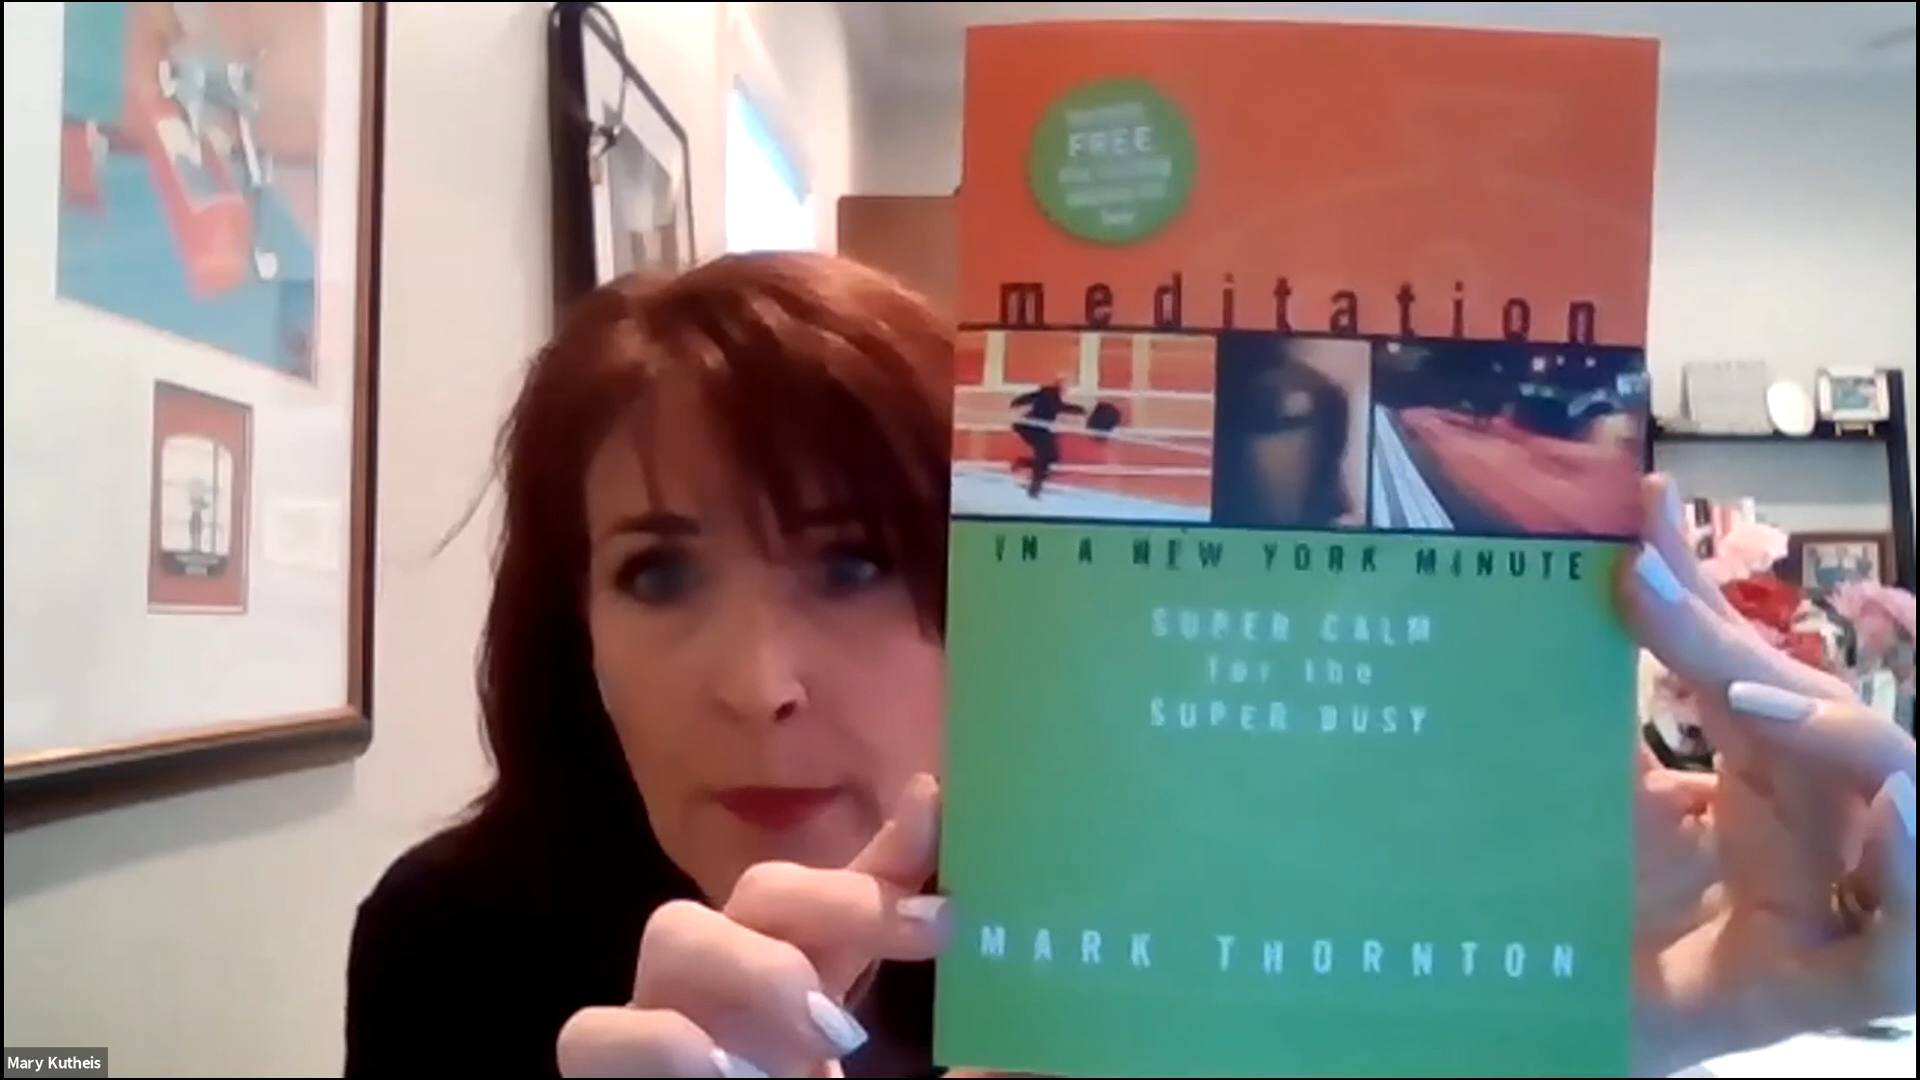 FREE
meditation
IN A NEW YORK MINUTE
SUPER CALM
for the
SUPER BUSY
MARK THORNTON
Mary Kutheis